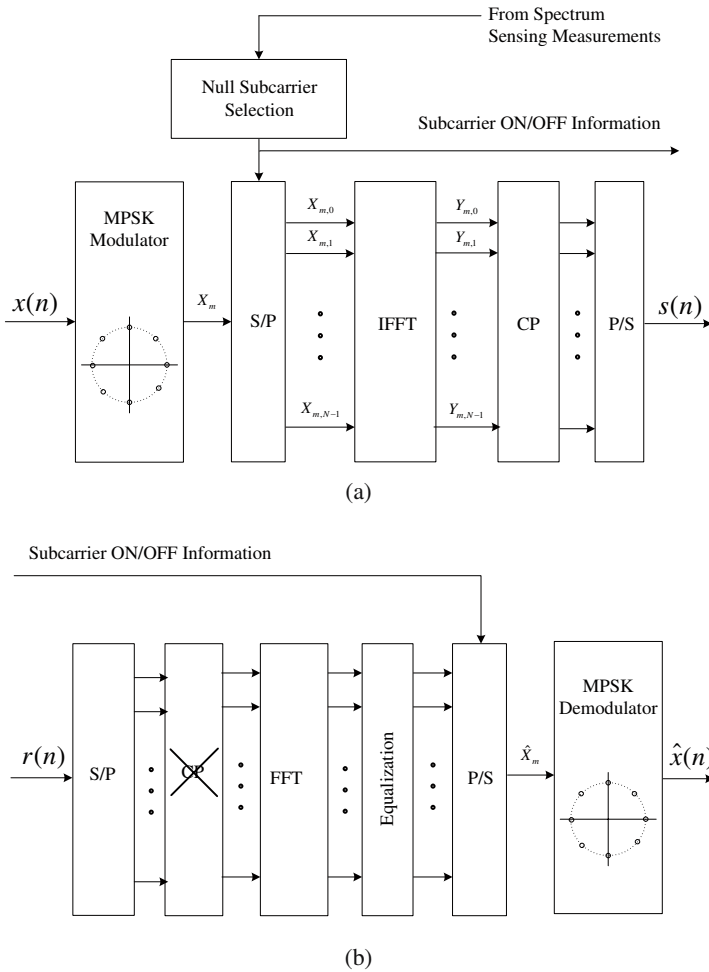 From Spectrum
Sensing Measurements
Null Subcarrier
Selection
Subcarrier ON/OFF Information
MPSK
Modulator
x(n)
X_m
S/P
X_{m,0}
X_{m,1}
X_{m,N-1}
IFFT
Y_{m,0}
Y_{m,1}
Y_{m,N-1}
CP
P/S
s(n)
(a)
Subcarrier ON/OFF Information
r(n)
S/P
CP
FFT
Equalization
P/S
X̂_m
MPSK
Demodulator
x̂(n)
(b)